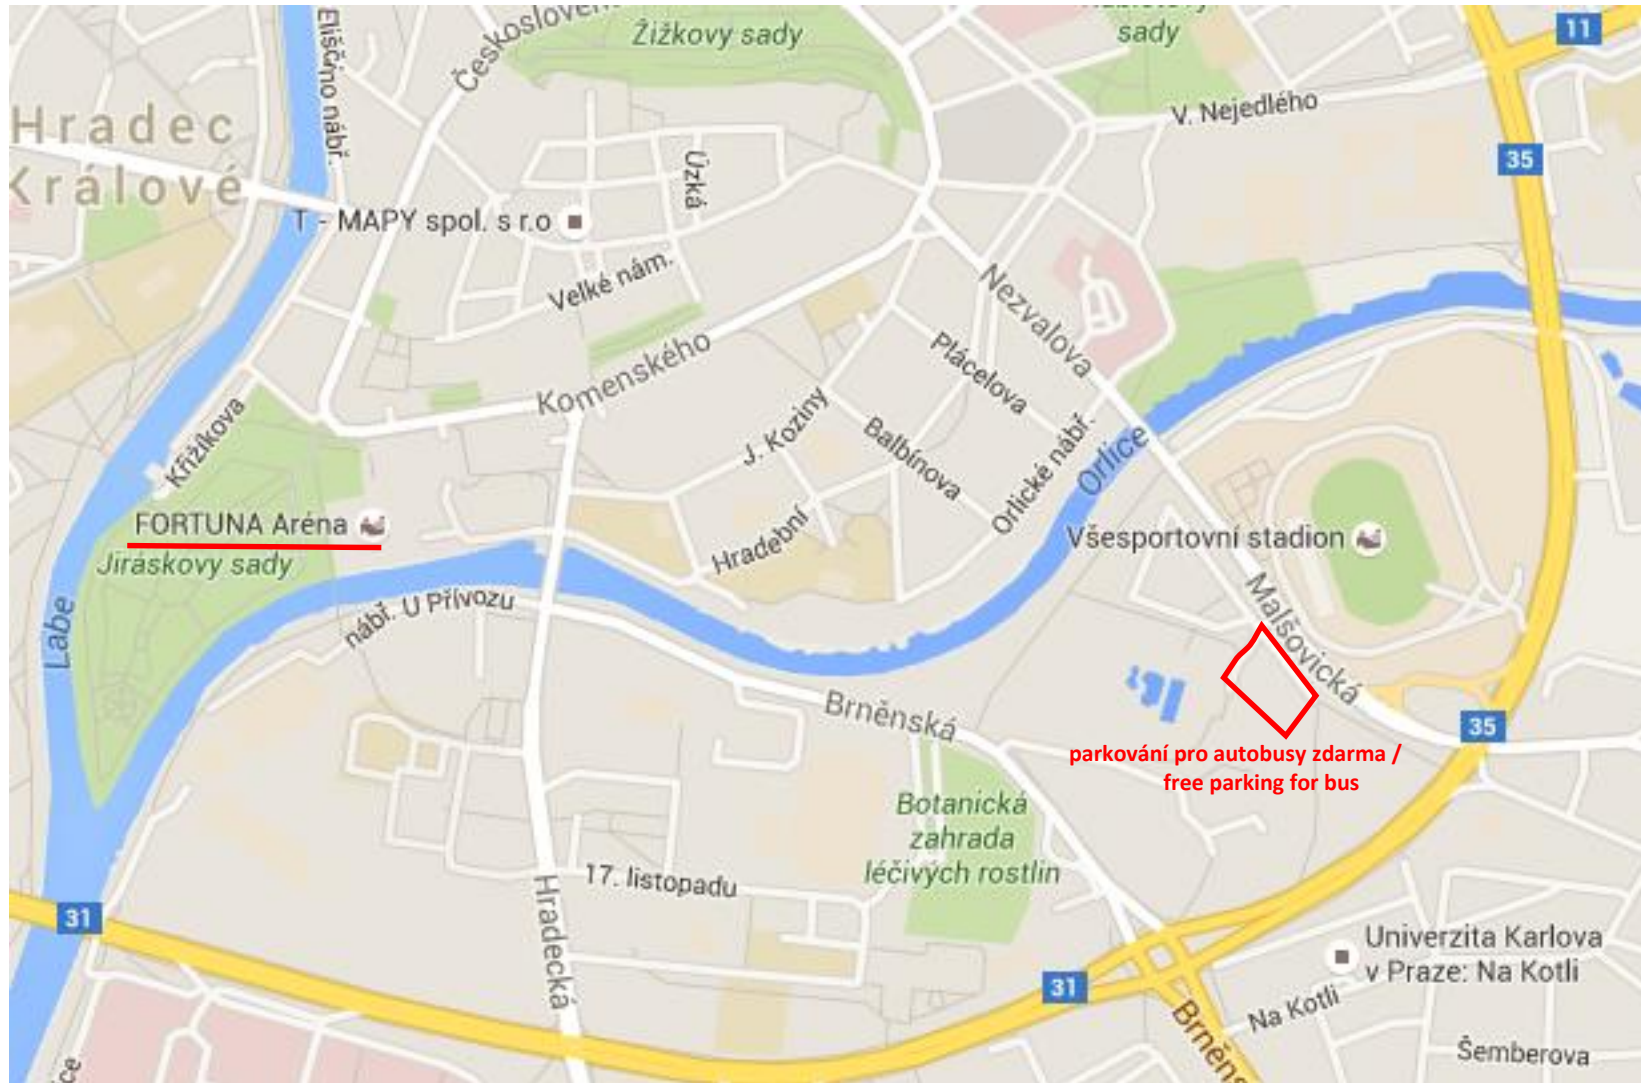 Eliščino nábř.
Československ
Žižkovy sady
sady
11
V. Nejedlého
Hradec
Králové
35
Úzká
T - MAPY spol. s r.o
Velké nám.
Nezvalova
Komenského
Plácelova
Křižíkova
J. Koziny
Balbínova
Orlické nábř.
Orlice
FORTUNA Aréna
Jiráskovy sady
Hradební
Všesportovní stadion
Labe
nábř. U Přívozu
Malšovická
Brněnská
35
parkování pro autobusy zdarma /
free parking for bus
Botanická
zahrada
léčivých rostlin
17. listopadu
Hradecká
31
Univerzita Karlova
v Praze: Na Kotli
31
Na Kotli
Brněns
Šemberova
ice